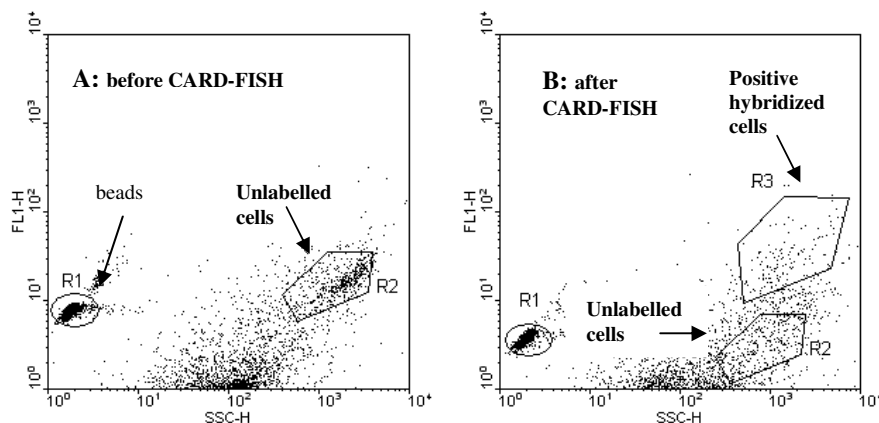 A: before CARD-FISH
beads
Unlabelled
cells
R1
R2
FL1-H
10⁴
10³
10²
10¹
10⁰
10⁰ 10¹ 10² 10³ 10⁴
SSC-H
B: after
CARD-FISH
Positive
hybridized
cells
R3
R1
Unlabelled
cells
R2
FL1-H
10⁴
10³
10²
10¹
10⁰
10⁰ 10¹ 10² 10³ 10⁴
SSC-H